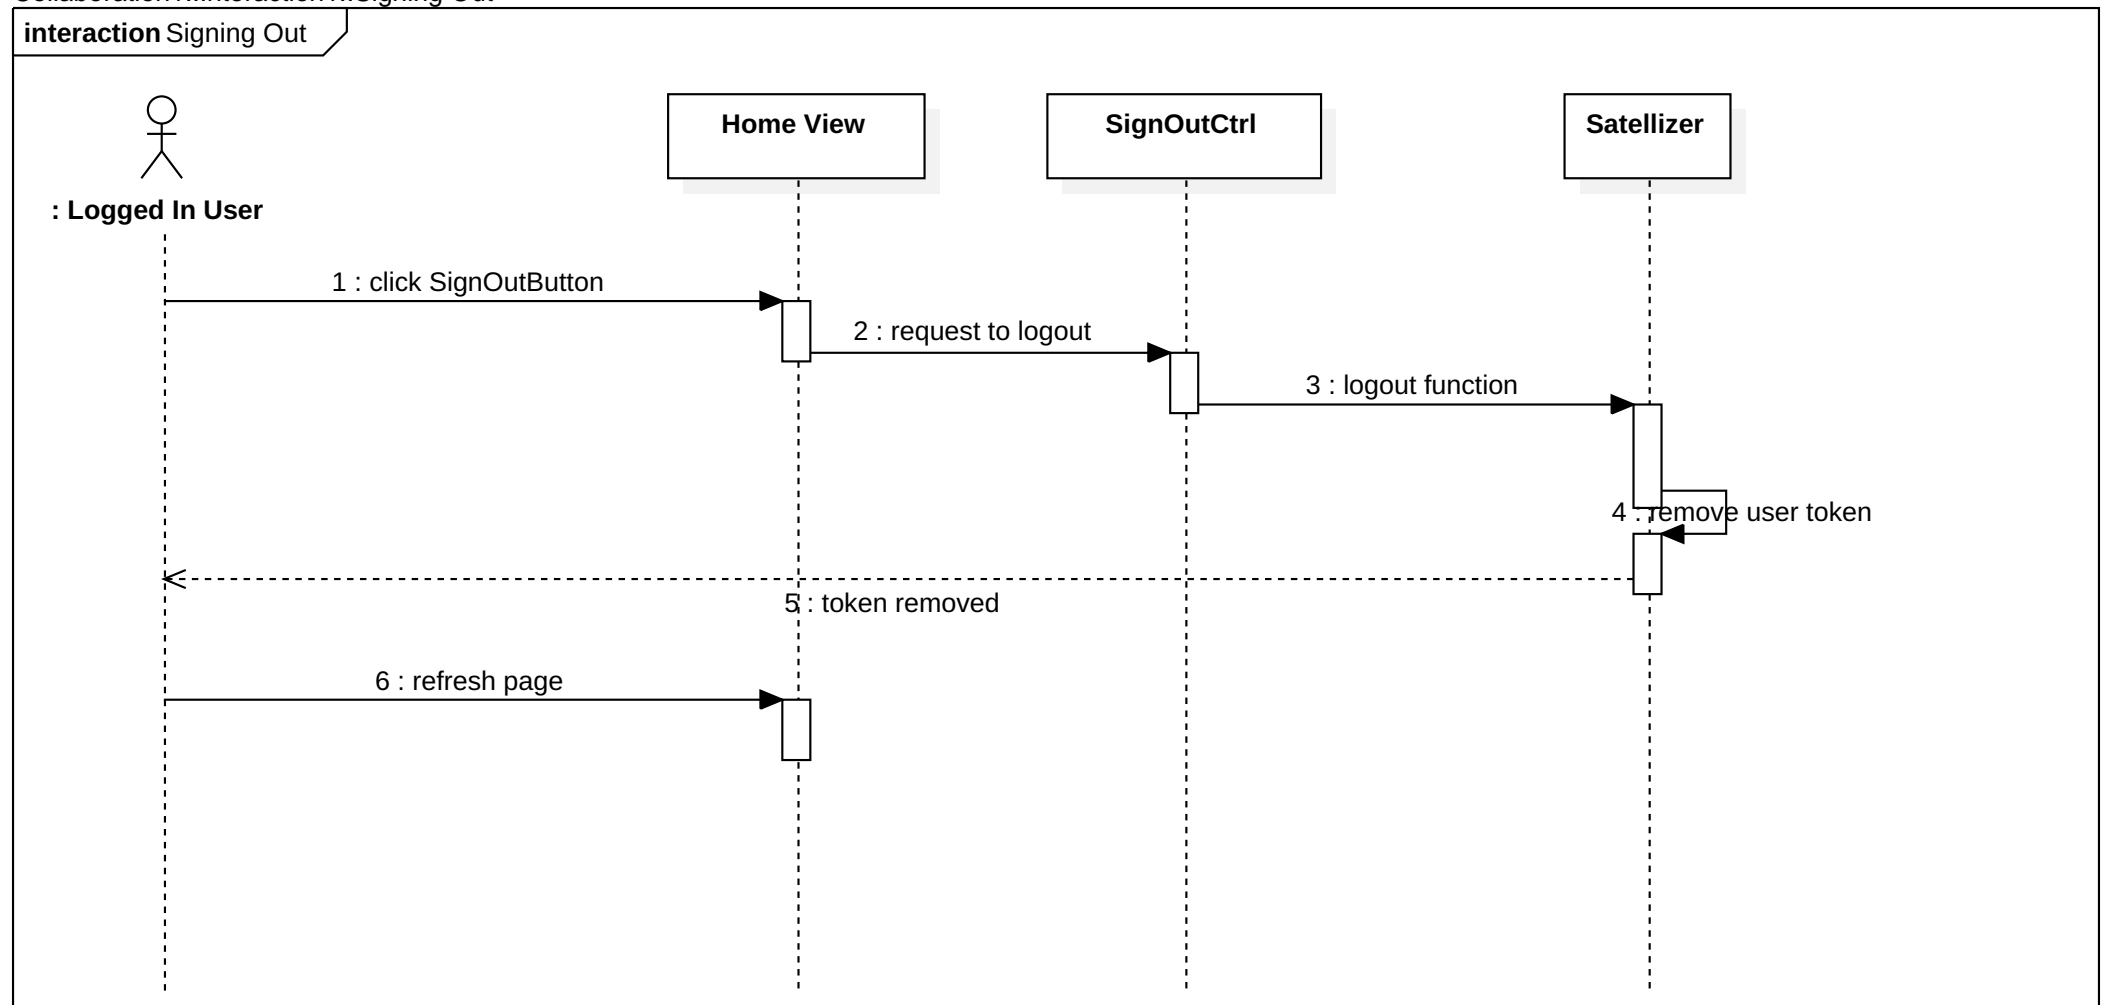 interaction Signing Out
Home View
SignOutCtrl
Satellizer
: Logged In User
1 : click SignOutButton
2 : request to logout
3 : logout function
4 : remove user token
5 : token removed
6 : refresh page